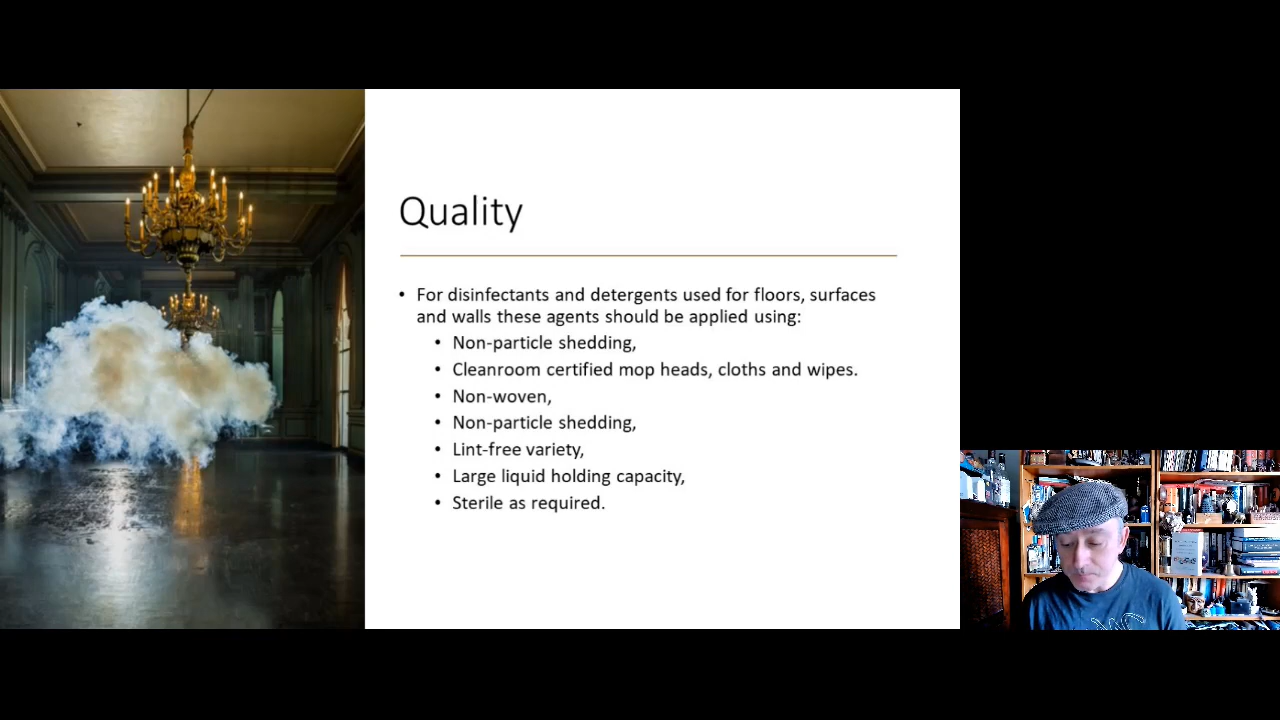 Quality
• For disinfectants and detergents used for floors, surfaces
and walls these agents should be applied using:
• Non-particle shedding,
• Cleanroom certified mop heads, cloths and wipes.
• Non-woven,
• Non-particle shedding,
• Lint-free variety,
• Large liquid holding capacity,
• Sterile as required.